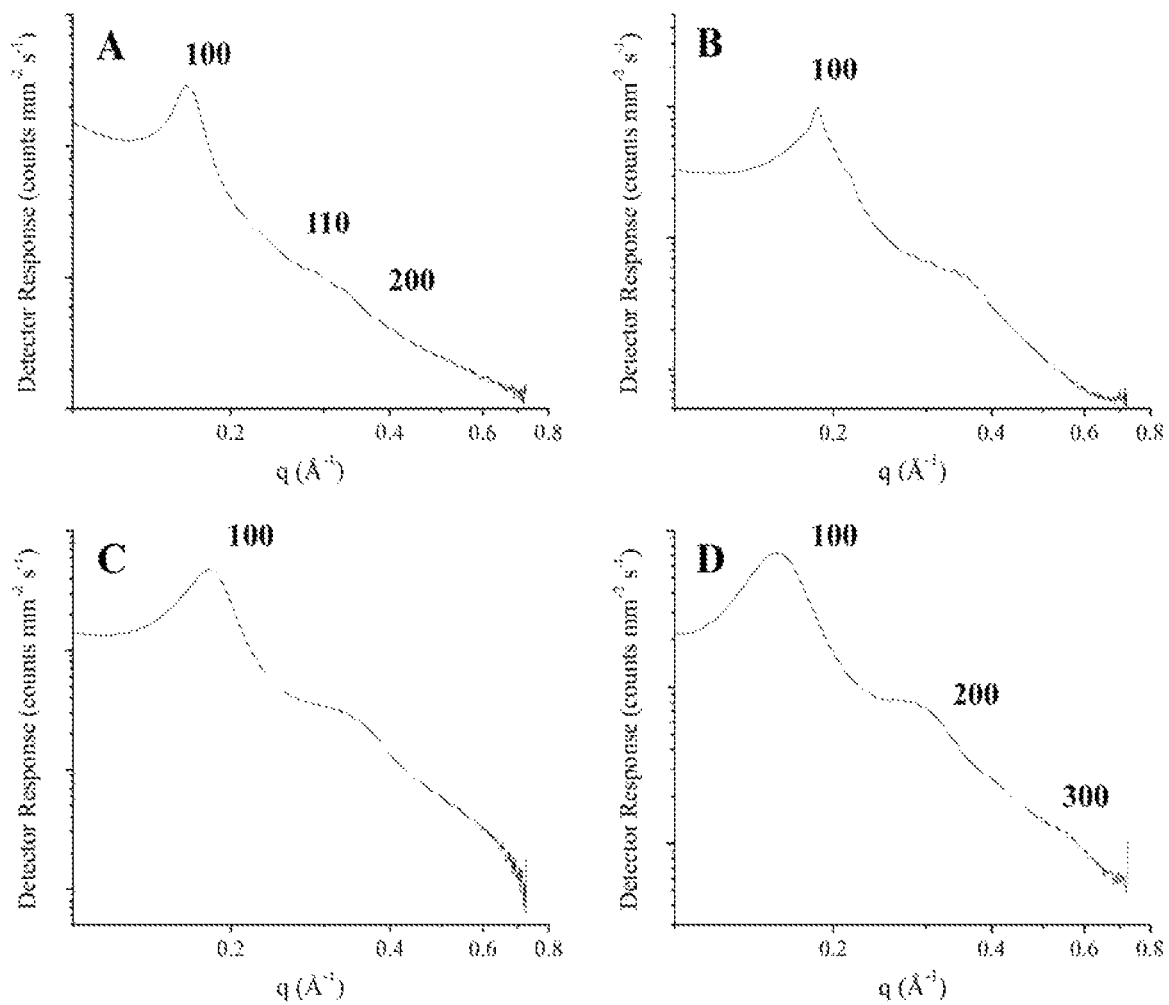 A
100
110
200
Detector Response (counts mm⁻² s⁻¹)
0.2
0.4
0.6
0.8
q (Å⁻¹)
B
100
Detector Response (counts mm⁻² s⁻¹)
0.2
0.4
0.6
0.8
q (Å⁻¹)
C
100
Detector Response (counts mm⁻² s⁻¹)
0.2
0.4
0.6
0.8
q (Å⁻¹)
D
100
200
300
Detector Response (counts mm⁻² s⁻¹)
0.2
0.4
0.6
0.8
q (Å⁻¹)